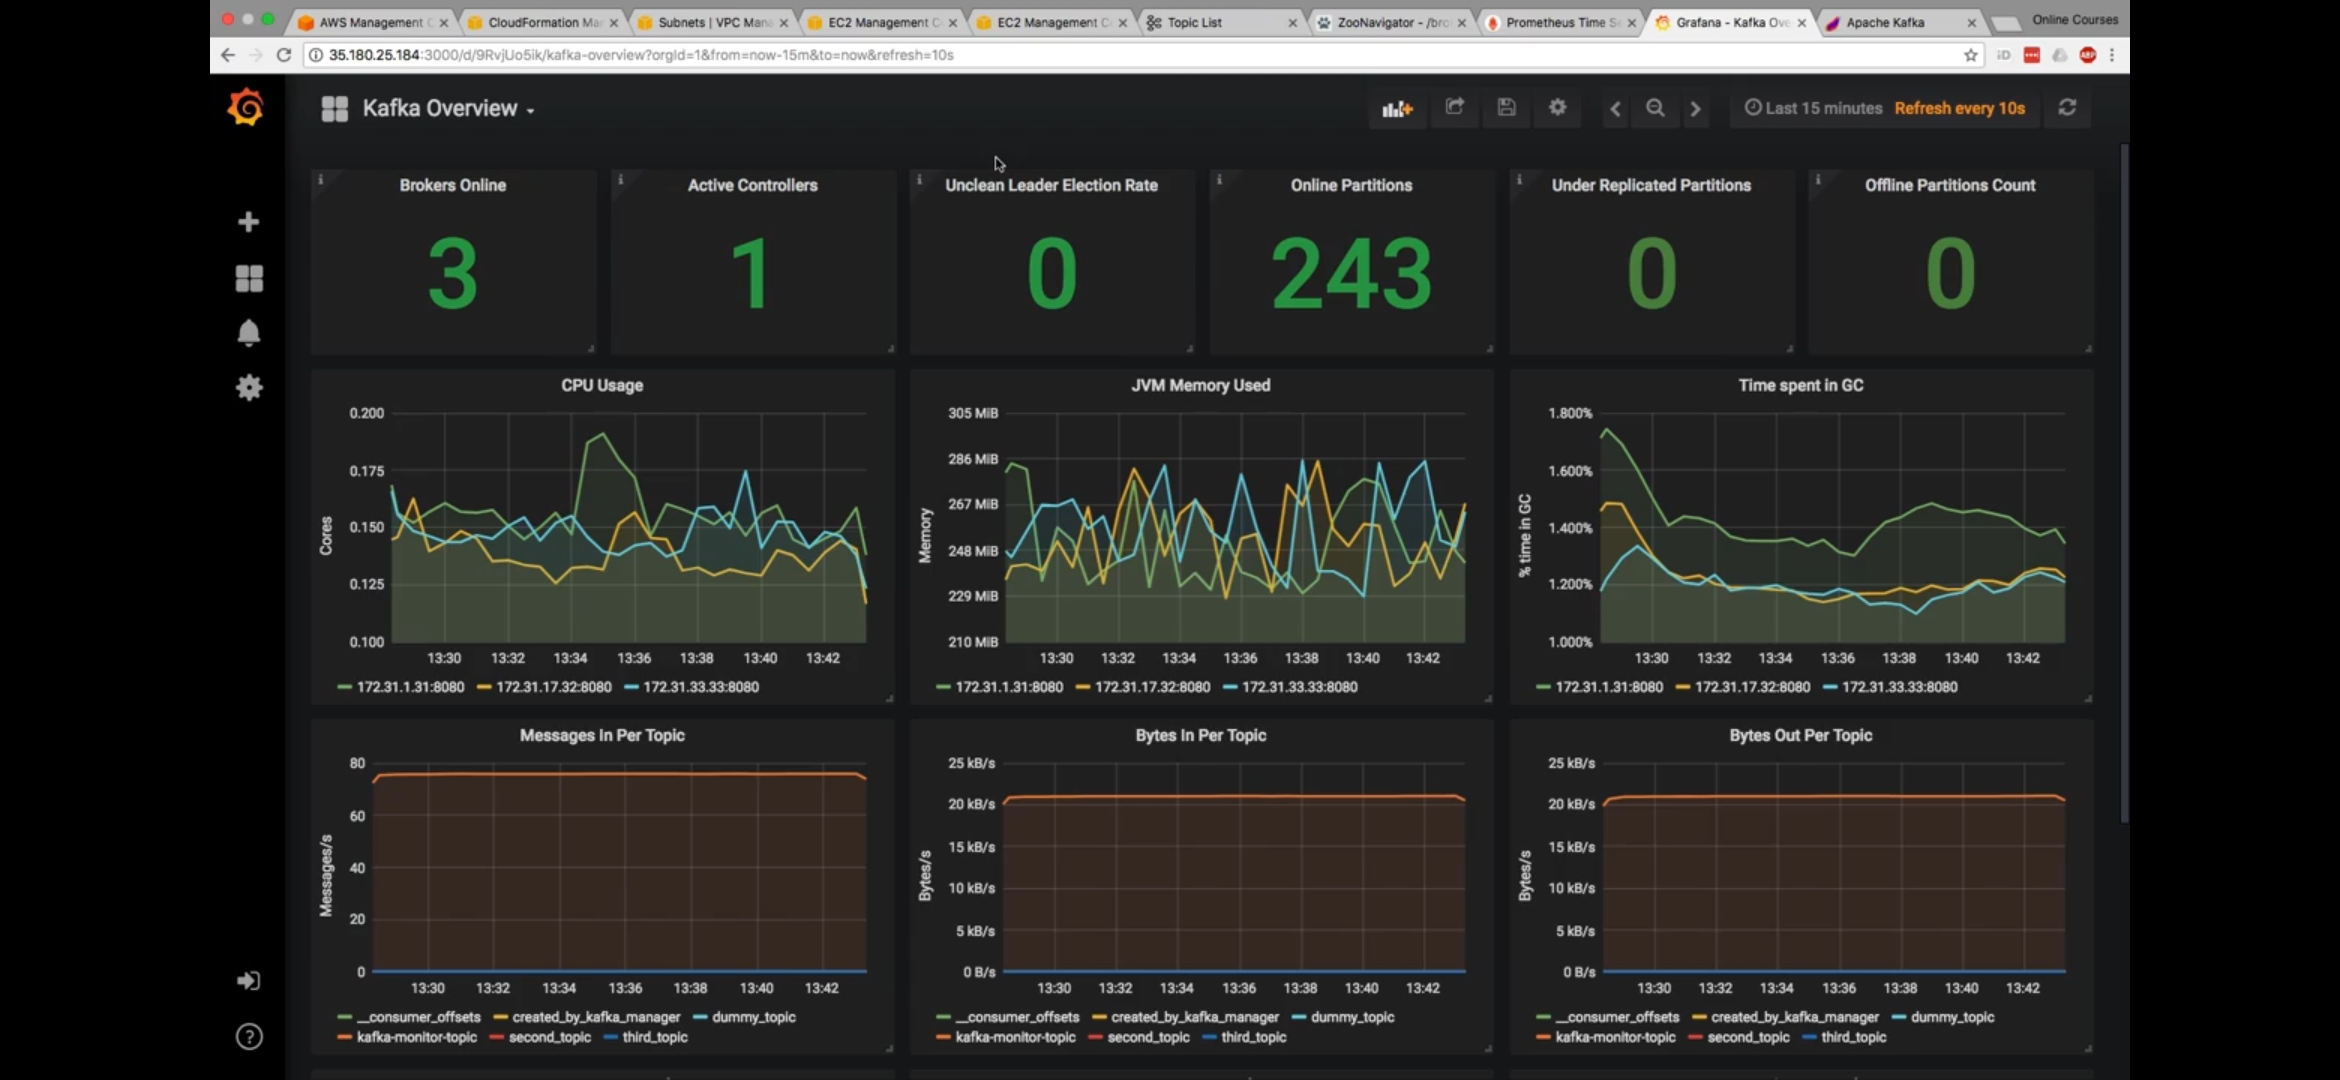 AWS Management C
CloudFormation Ma
Subnets | VPC Man
EC2 Management C
EC2 Management C
Topic List
ZooNavigator - /bro
Prometheus Time S
Grafana - Kafka Ove
Apache Kafka
Online Courses
35.180.25.184:3000/d/9RvjUo5ik/kafka-overview?orgId=1&from=now-15m&to=now&refresh=10s
iD
ABP
Kafka Overview
Last 15 minutes Refresh every 10s
Brokers Online
3
Active Controllers
1
Unclean Leader Election Rate
0
Online Partitions
243
Under Replicated Partitions
0
Offline Partitions Count
0
CPU Usage
Cores
0.200
0.175
0.150
0.125
0.100
13:30 13:32 13:34 13:36 13:38 13:40 13:42
172.31.1.31:8080 172.31.17.32:8080 172.31.33.33:8080
JVM Memory Used
Memory
305 MiB
286 MiB
267 MiB
248 MiB
229 MiB
210 MiB
13:30 13:32 13:34 13:36 13:38 13:40 13:42
172.31.1.31:8080 172.31.17.32:8080 172.31.33.33:8080
Time spent in GC
% time in GC
1.800%
1.600%
1.400%
1.200%
1.000%
13:30 13:32 13:34 13:36 13:38 13:40 13:42
172.31.1.31:8080 172.31.17.32:8080 172.31.33.33:8080
Messages In Per Topic
Messages/s
80
60
40
20
0
13:30 13:32 13:34 13:36 13:38 13:40 13:42
__consumer_offsets created_by_kafka_manager dummy_topic
kafka-monitor-topic second_topic third_topic
Bytes In Per Topic
Bytes/s
25 kB/s
20 kB/s
15 kB/s
10 kB/s
5 kB/s
0 B/s
13:30 13:32 13:34 13:36 13:38 13:40 13:42
__consumer_offsets created_by_kafka_manager dummy_topic
kafka-monitor-topic second_topic third_topic
Bytes Out Per Topic
Bytes/s
25 kB/s
20 kB/s
15 kB/s
10 kB/s
5 kB/s
0 B/s
13:30 13:32 13:34 13:36 13:38 13:40 13:42
__consumer_offsets created_by_kafka_manager dummy_topic
kafka-monitor-topic second_topic third_topic